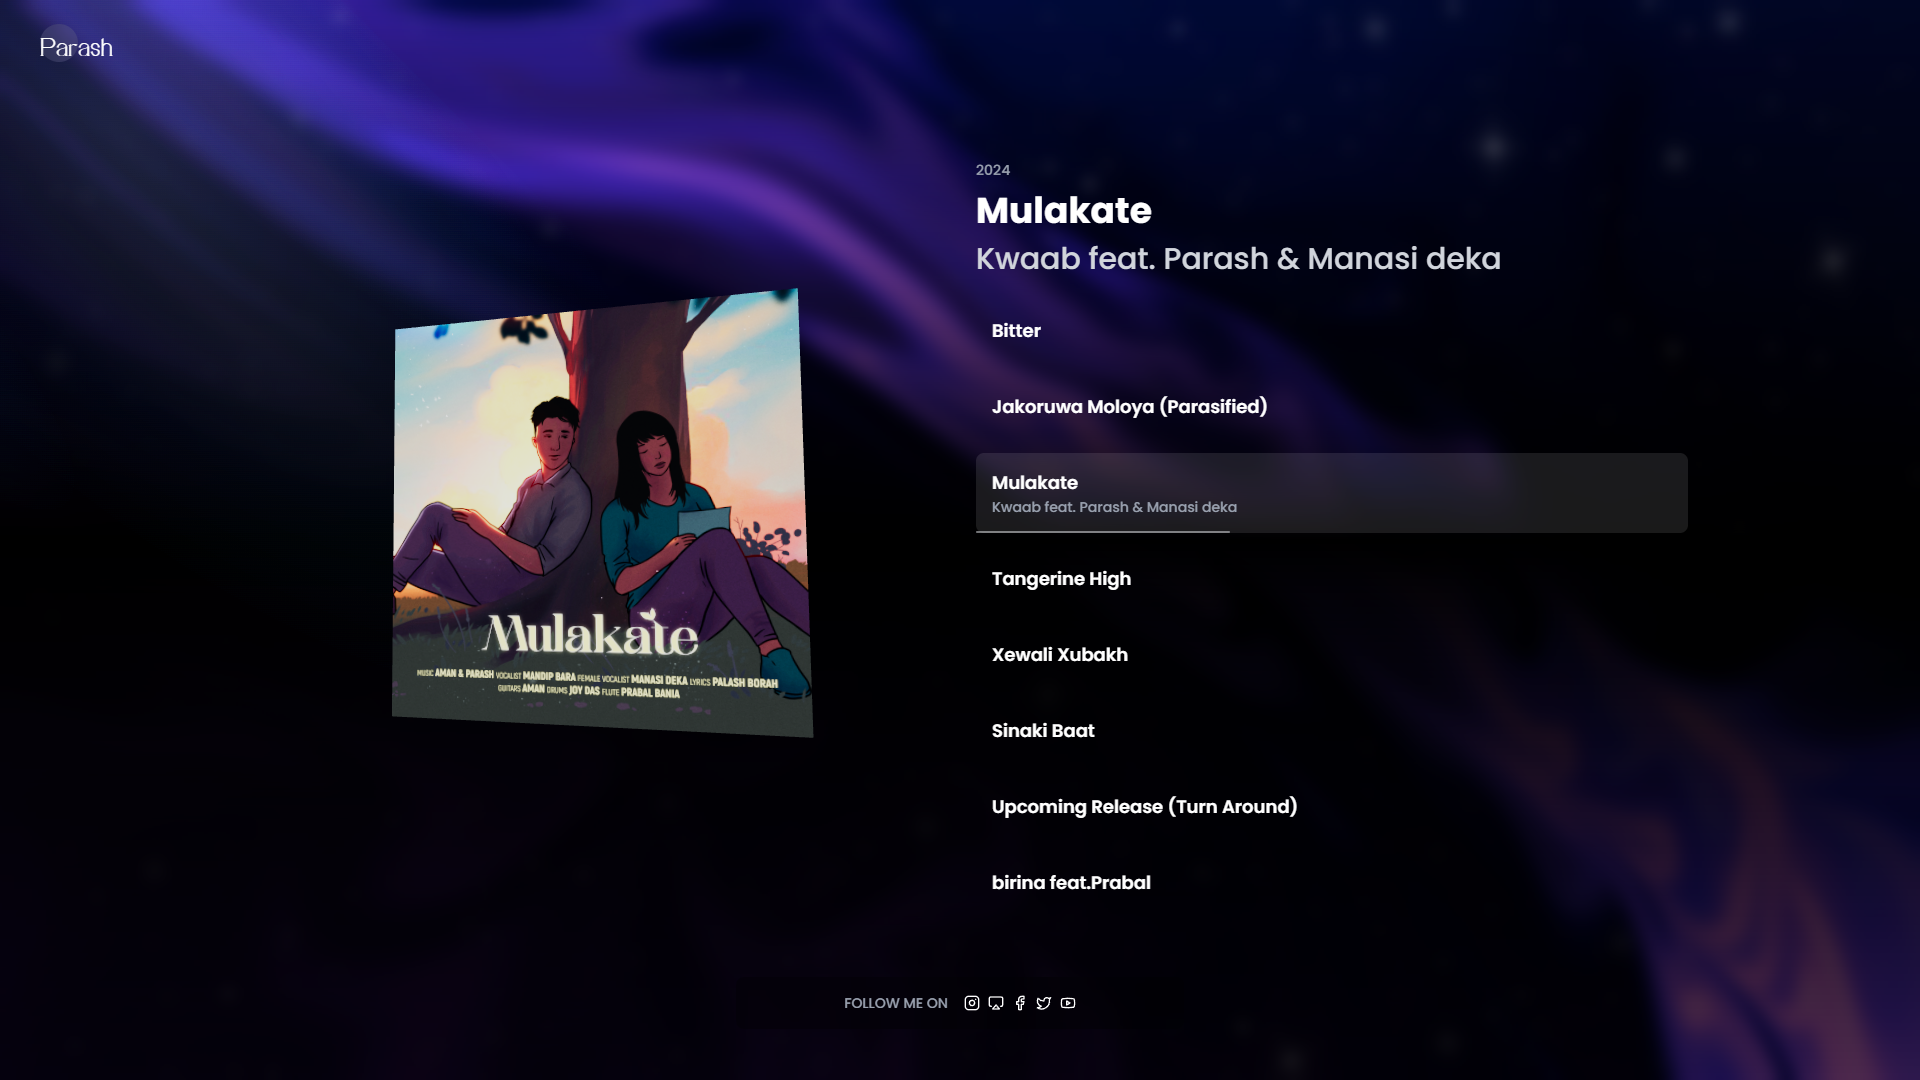 Parash
2024
Mulakate
Kwaab feat. Parash & Manasi deka
Bitter
Jakoruwa Moloya (Parasified)
Mulakate
Kwaab feat. Parash & Manasi deka
Tangerine High
Xewali Xubakh
Sinaki Baat
Upcoming Release (Turn Around)
birina feat.Prabal
Mulakate
MUSIC AMAN & PARASH VOCALIST MANDIP BARA FEMALE VOCALIST MANASI DEKA LYRICS PALASH BORAH
GUITARS AMAN DRUMS JOY DAS FLUTE PRABAL BANIA
FOLLOW ME ON